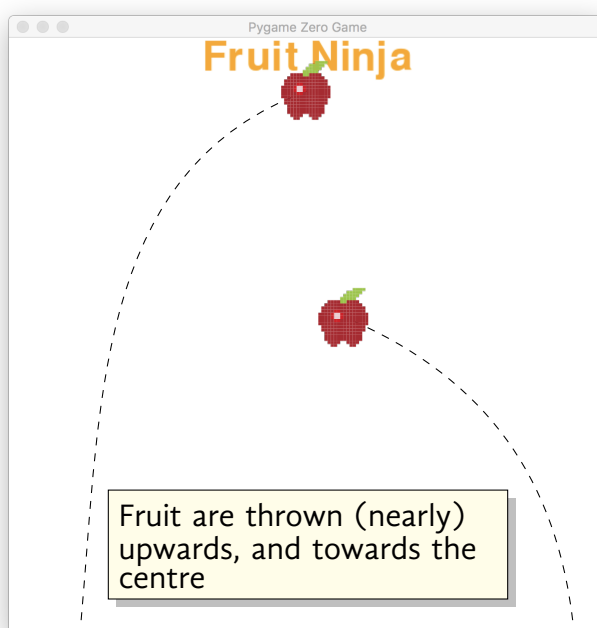 Pygame Zero Game
Fruit Ninja
Fruit are thrown (nearly)
upwards, and towards the
centre